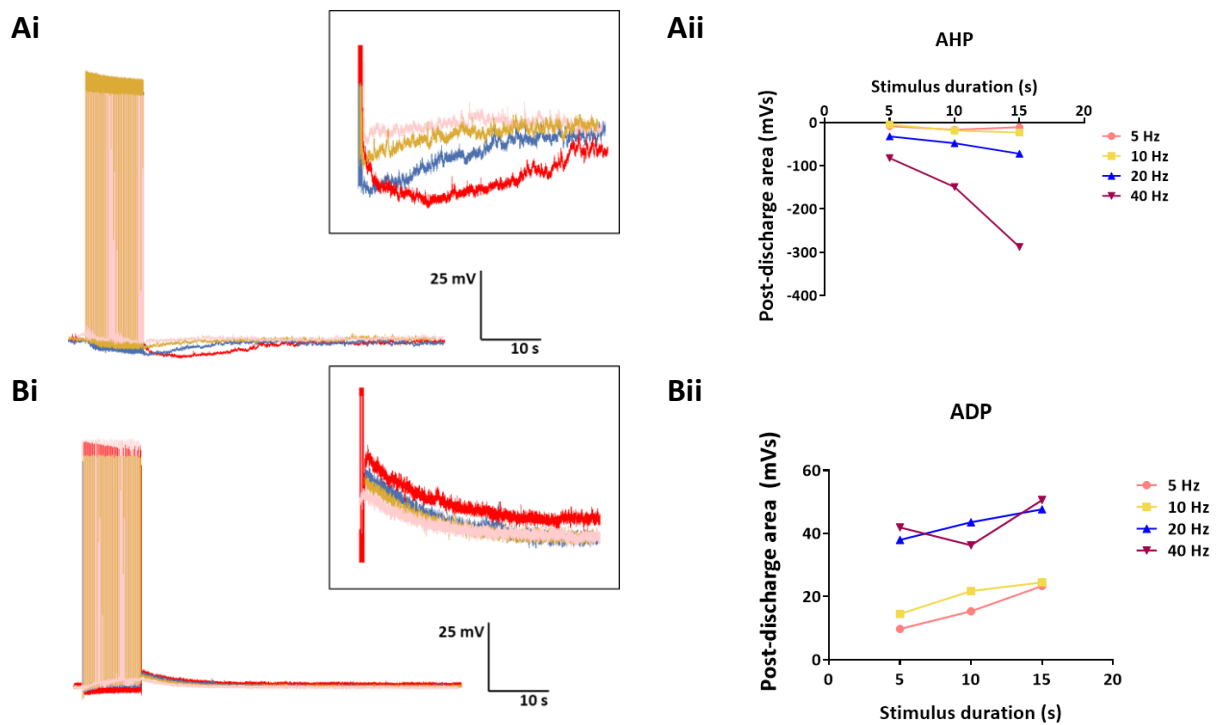 Ai
25 mV
10 s
Aii
AHP
Stimulus duration (s)
0 5 10 15 20
0
-100
-200
-300
-400
Post-discharge area (mVs)
5 Hz
10 Hz
20 Hz
40 Hz
Bi
25 mV
10 s
Bii
ADP
60
40
20
0
Post-discharge area (mVs)
0 5 10 15 20
Stimulus duration (s)
5 Hz
10 Hz
20 Hz
40 Hz